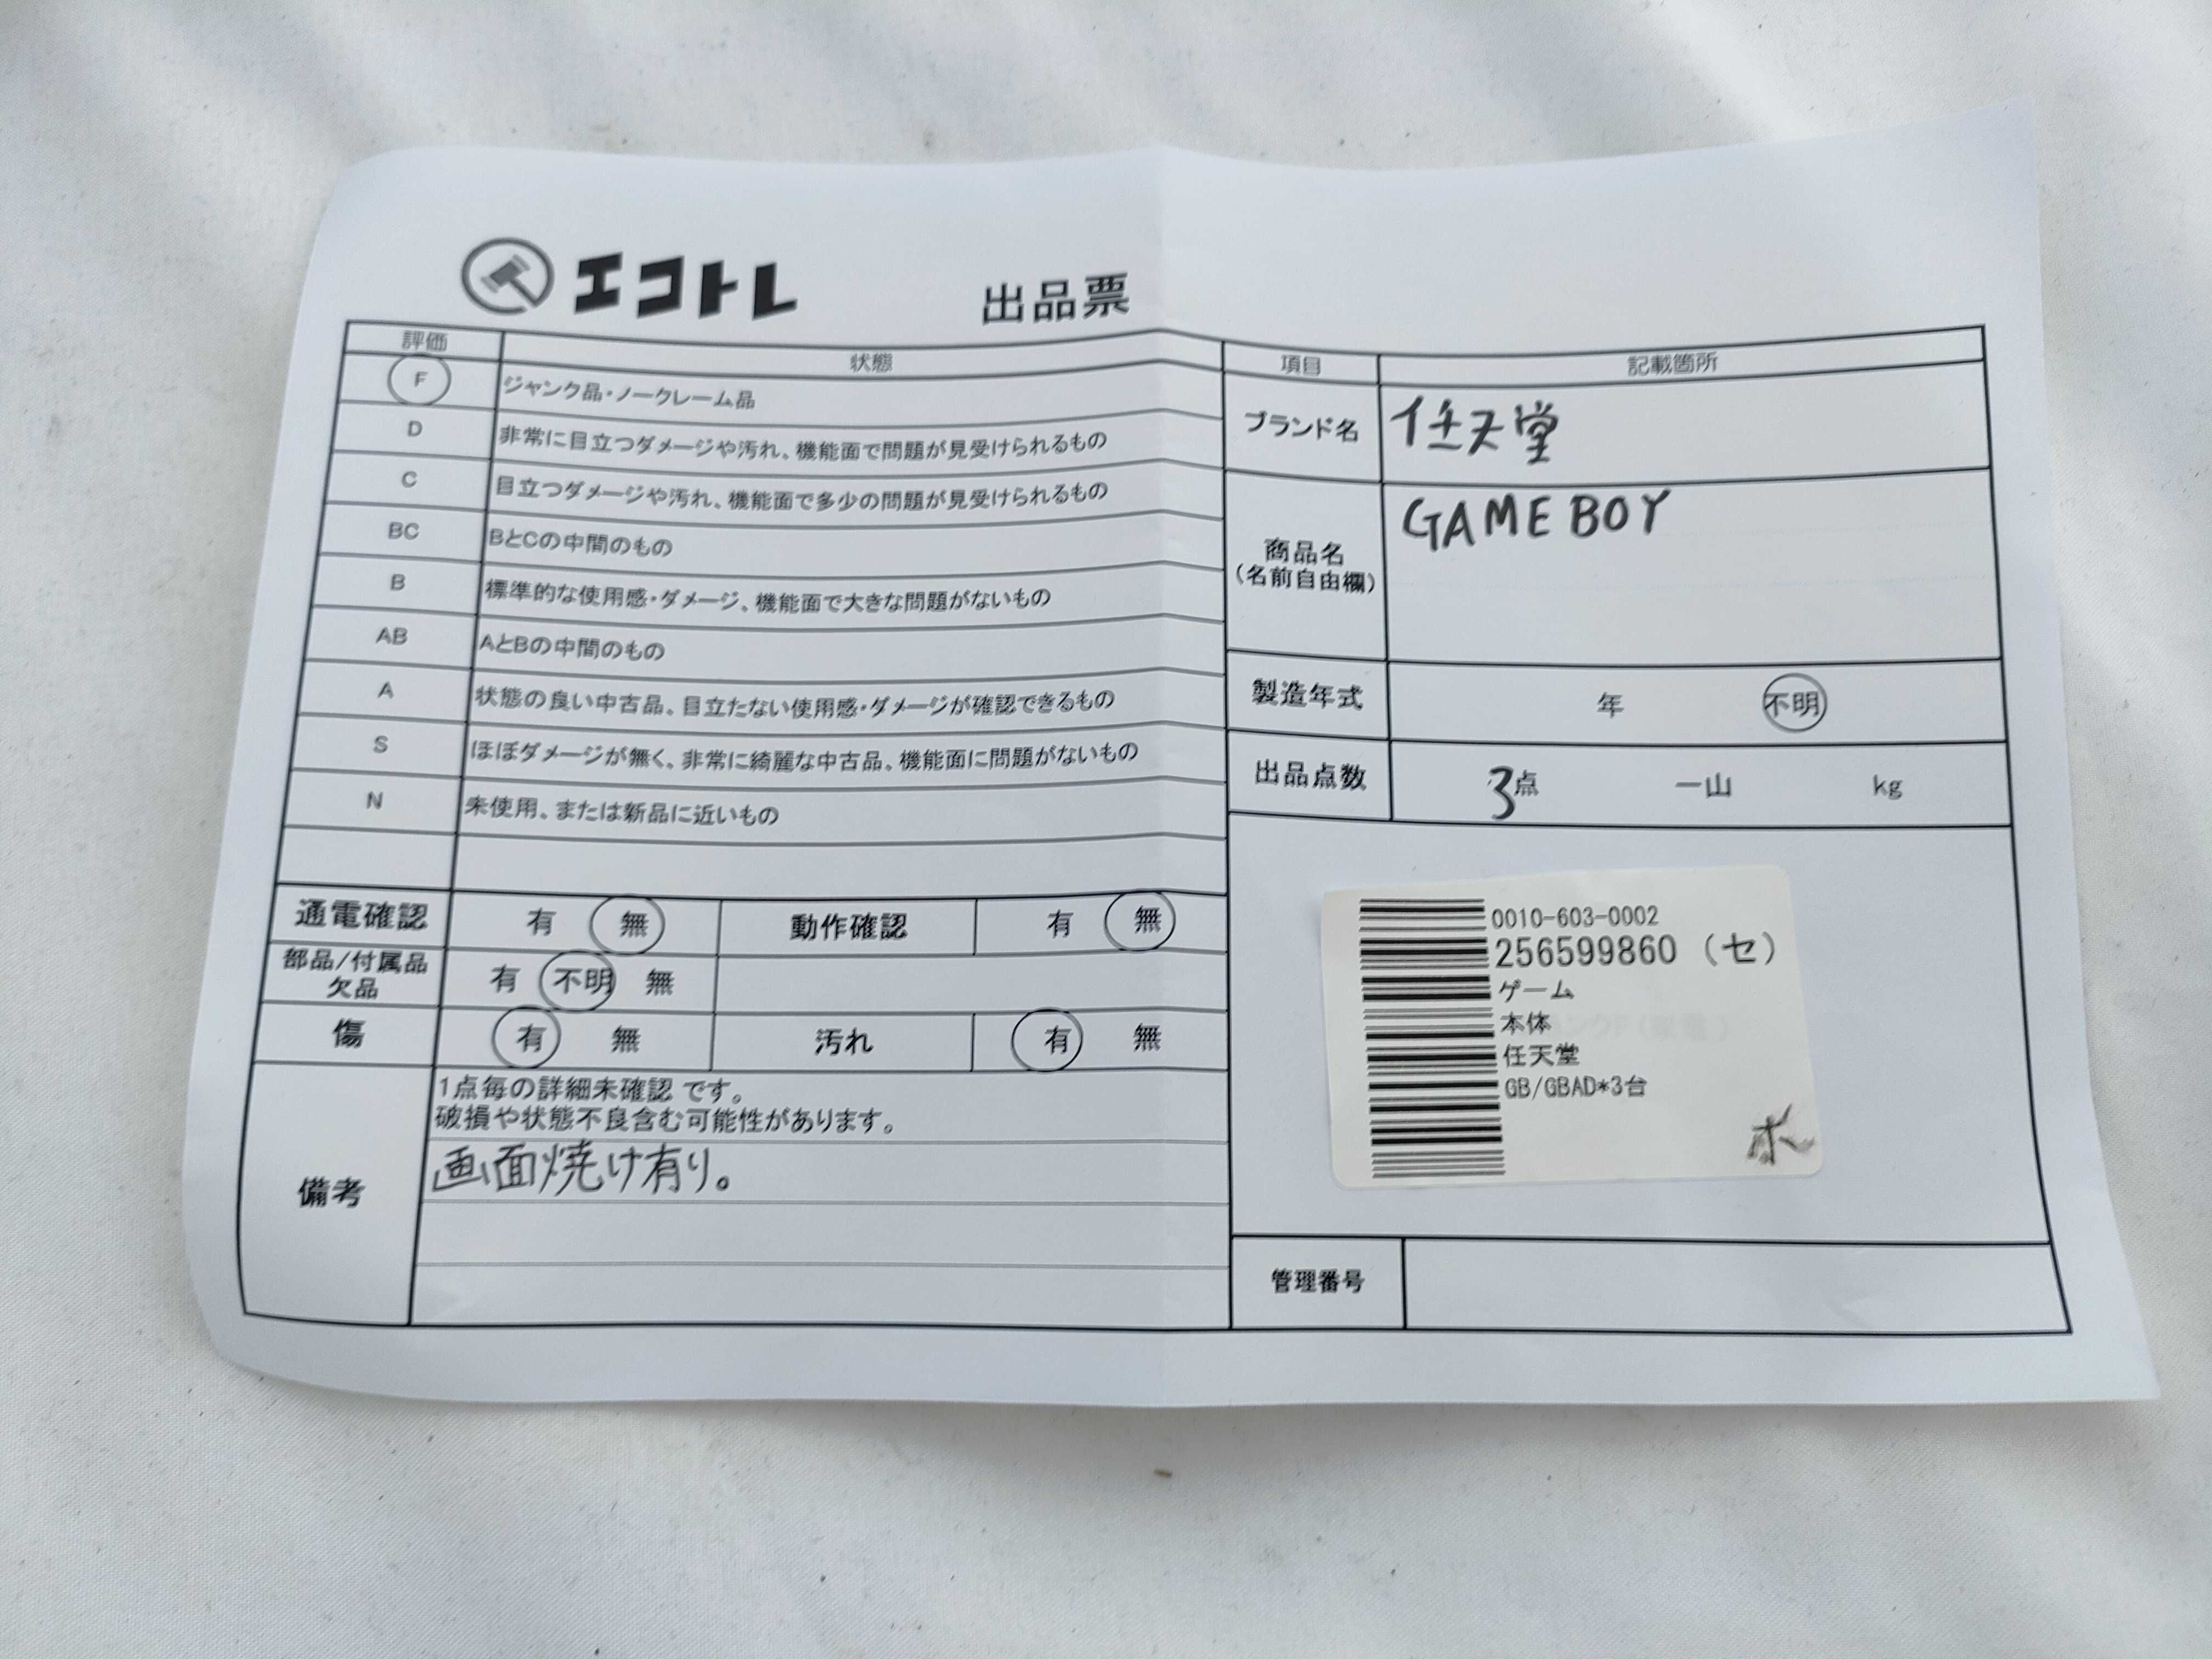 エコトレ
出品票
評価 状態
F ジャンク品・ノークレーム品
D 非常に目立つダメージや汚れ、機能面で問題が見受けられるもの
C 目立つダメージや汚れ、機能面で多少の問題が見受けられるもの
BC BとCの中間のもの
B 標準的な使用感・ダメージ、機能面で大きな問題がないもの
AB AとBの中間のもの
A 状態の良い中古品、目立たない使用感・ダメージが確認できるもの
S ほぼダメージが無く、非常に綺麗な中古品、機能面に問題がないもの
N 未使用、または新品に近いもの
通電確認 有 無 動作確認 有 無
部品/付属品
欠品 有 不明 無
傷 有 無 汚れ 有 無
備考
1点毎の詳細未確認です。
破損や状態不良含む可能性があります。
画面焼け有り。
項目 記載箇所
ブランド名 任天堂
商品名
(名前自由欄)
GAME BOY
製造年式 年 不明
出品点数 3点 一山 kg
0010-603-0002
256599860 (セ)
ゲーム
本体
任天堂
GB/GBAD*3台
ホ
管理番号